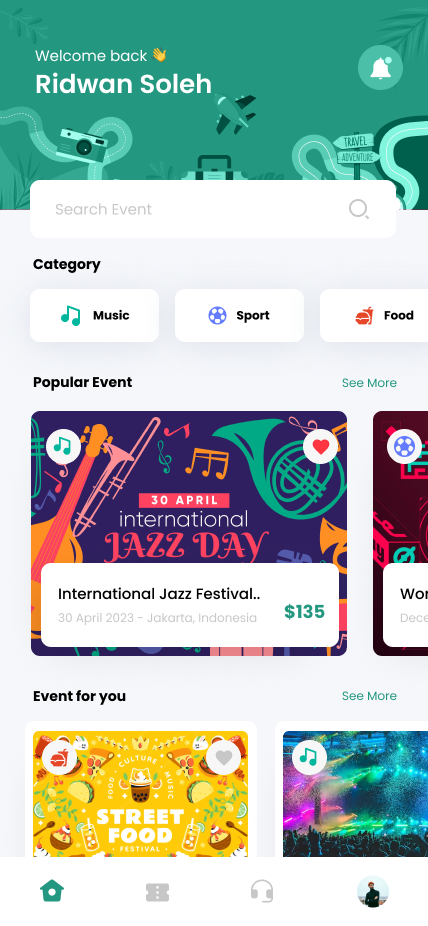 Welcome back 👋
Ridwan Soleh
TRAVEL
ADVENTURE
Search Event
Category
Music
Sport
Food
Popular Event
See More
30 APRIL
international
JAZZ DAY
International Jazz Festival..
30 April 2023 - Jakarta, Indonesia
$135
Wor
Dece
Event for you
See More
FOOD CULTURE MUSIC
STREET
FOOD
FESTIVAL